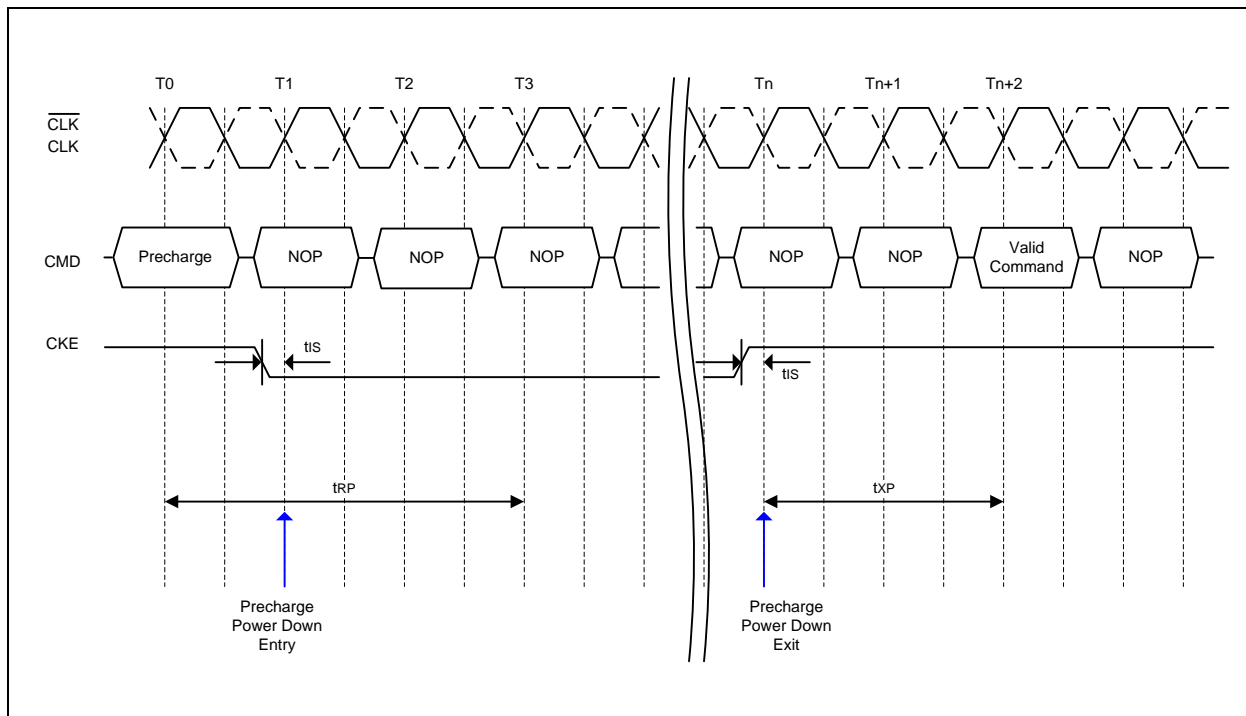 T0 T1 T2 T3 Tn Tn+1 Tn+2
CLK
CLK
CMD Precharge NOP NOP NOP NOP NOP Valid Command NOP
CKE
tIS
tIS
tRP
tXP
Precharge
Power Down
Entry
Precharge
Power Down
Exit